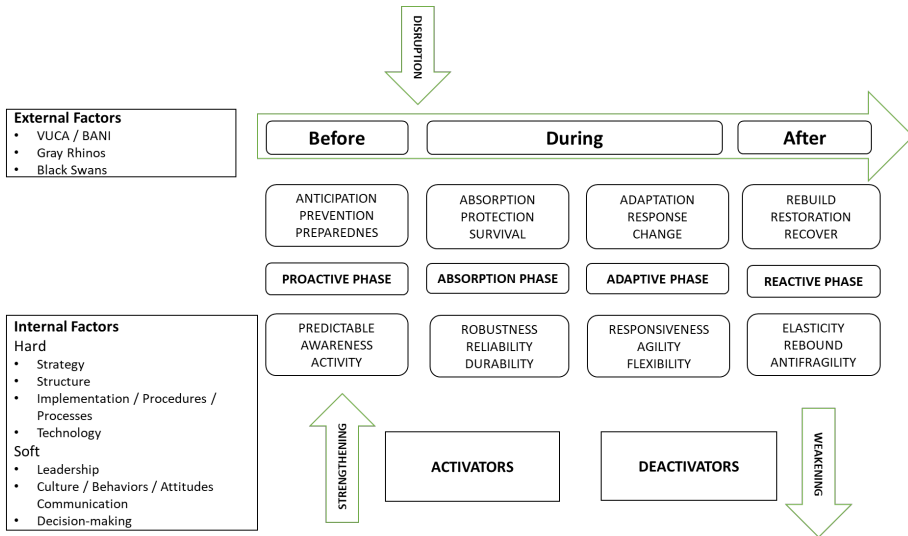 DISRUPTION
External Factors
• VUCA / BANI
• Gray Rhinos
• Black Swans
Before
During
After
ANTICIPATION
PREVENTION
PREPAREDNES
ABSORPTION
PROTECTION
SURVIVAL
ADAPTATION
RESPONSE
CHANGE
REBUILD
RESTORATION
RECOVER
PROACTIVE PHASE
ABSORPTION PHASE
ADAPTIVE PHASE
REACTIVE PHASE
Internal Factors
Hard
• Strategy
• Structure
• Implementation / Procedures /
Processes
• Technology
Soft
• Leadership
• Culture / Behaviors / Attitudes
Communication
• Decision-making
PREDICTABLE
AWARENESS
ACTIVITY
ROBUSTNESS
RELIABILITY
DURABILITY
RESPONSIVENESS
AGILITY
FLEXIBILITY
ELASTICITY
REBOUND
ANTIFRAGILITY
STRENGTHENING
ACTIVATORS
DEACTIVATORS
WEAKENING